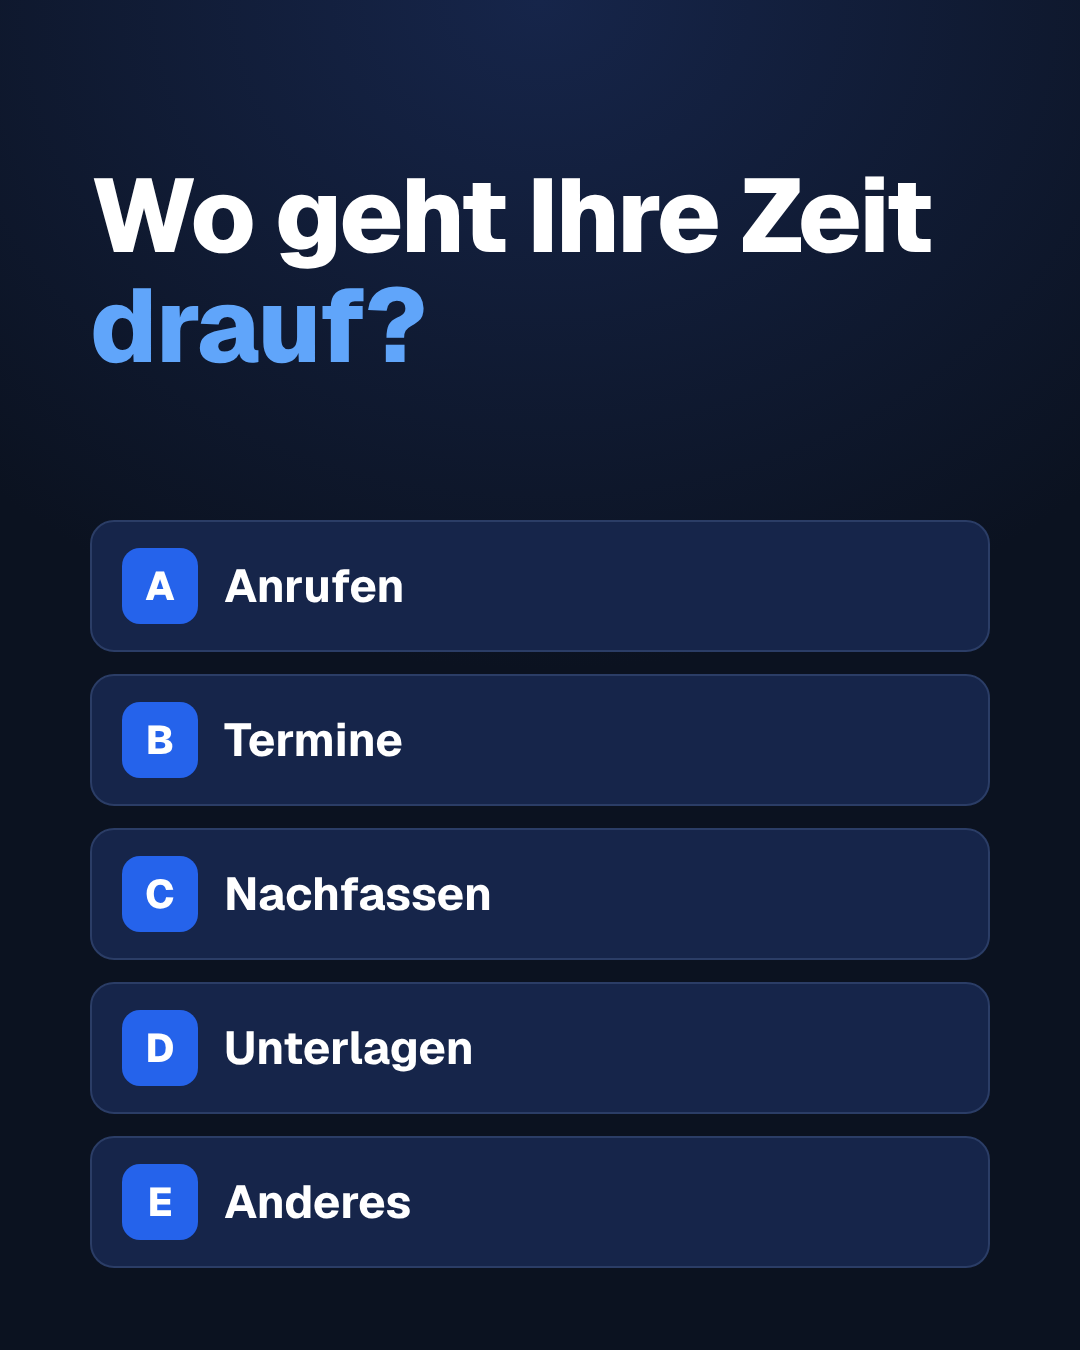 Wo geht Ihre Zeit
drauf?
A Anrufen
B Termine
C Nachfassen
D Unterlagen
E Anderes